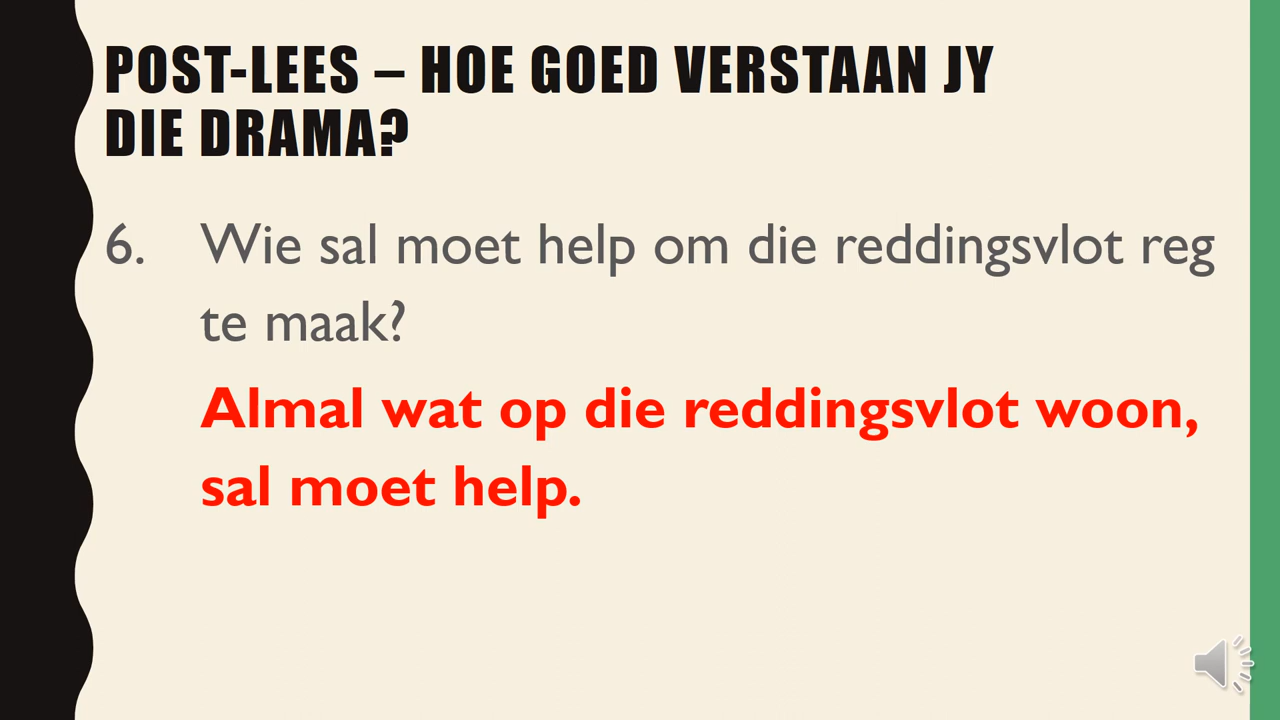 POST-LEES – HOE GOED VERSTAAN JY
DIE DRAMA?
6. Wie sal moet help om die reddingsvlot reg
te maak?
Almal wat op die reddingsvlot woon,
sal moet help.